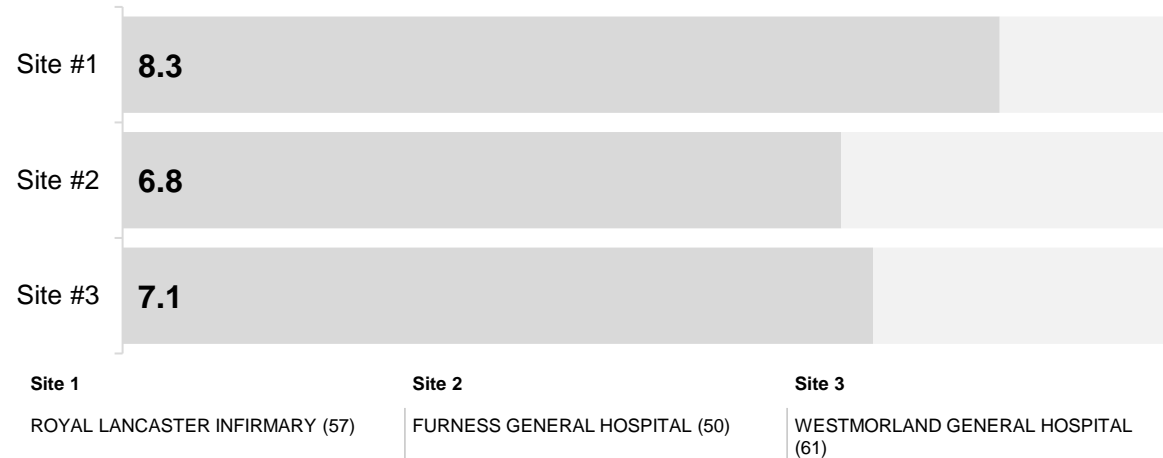 Site #1
8.3
Site #2
6.8
Site #3
7.1
Site 1
Site 2
Site 3
ROYAL LANCASTER INFIRMARY (57)
FURNESS GENERAL HOSPITAL (50)
WESTMORLAND GENERAL HOSPITAL
(61)